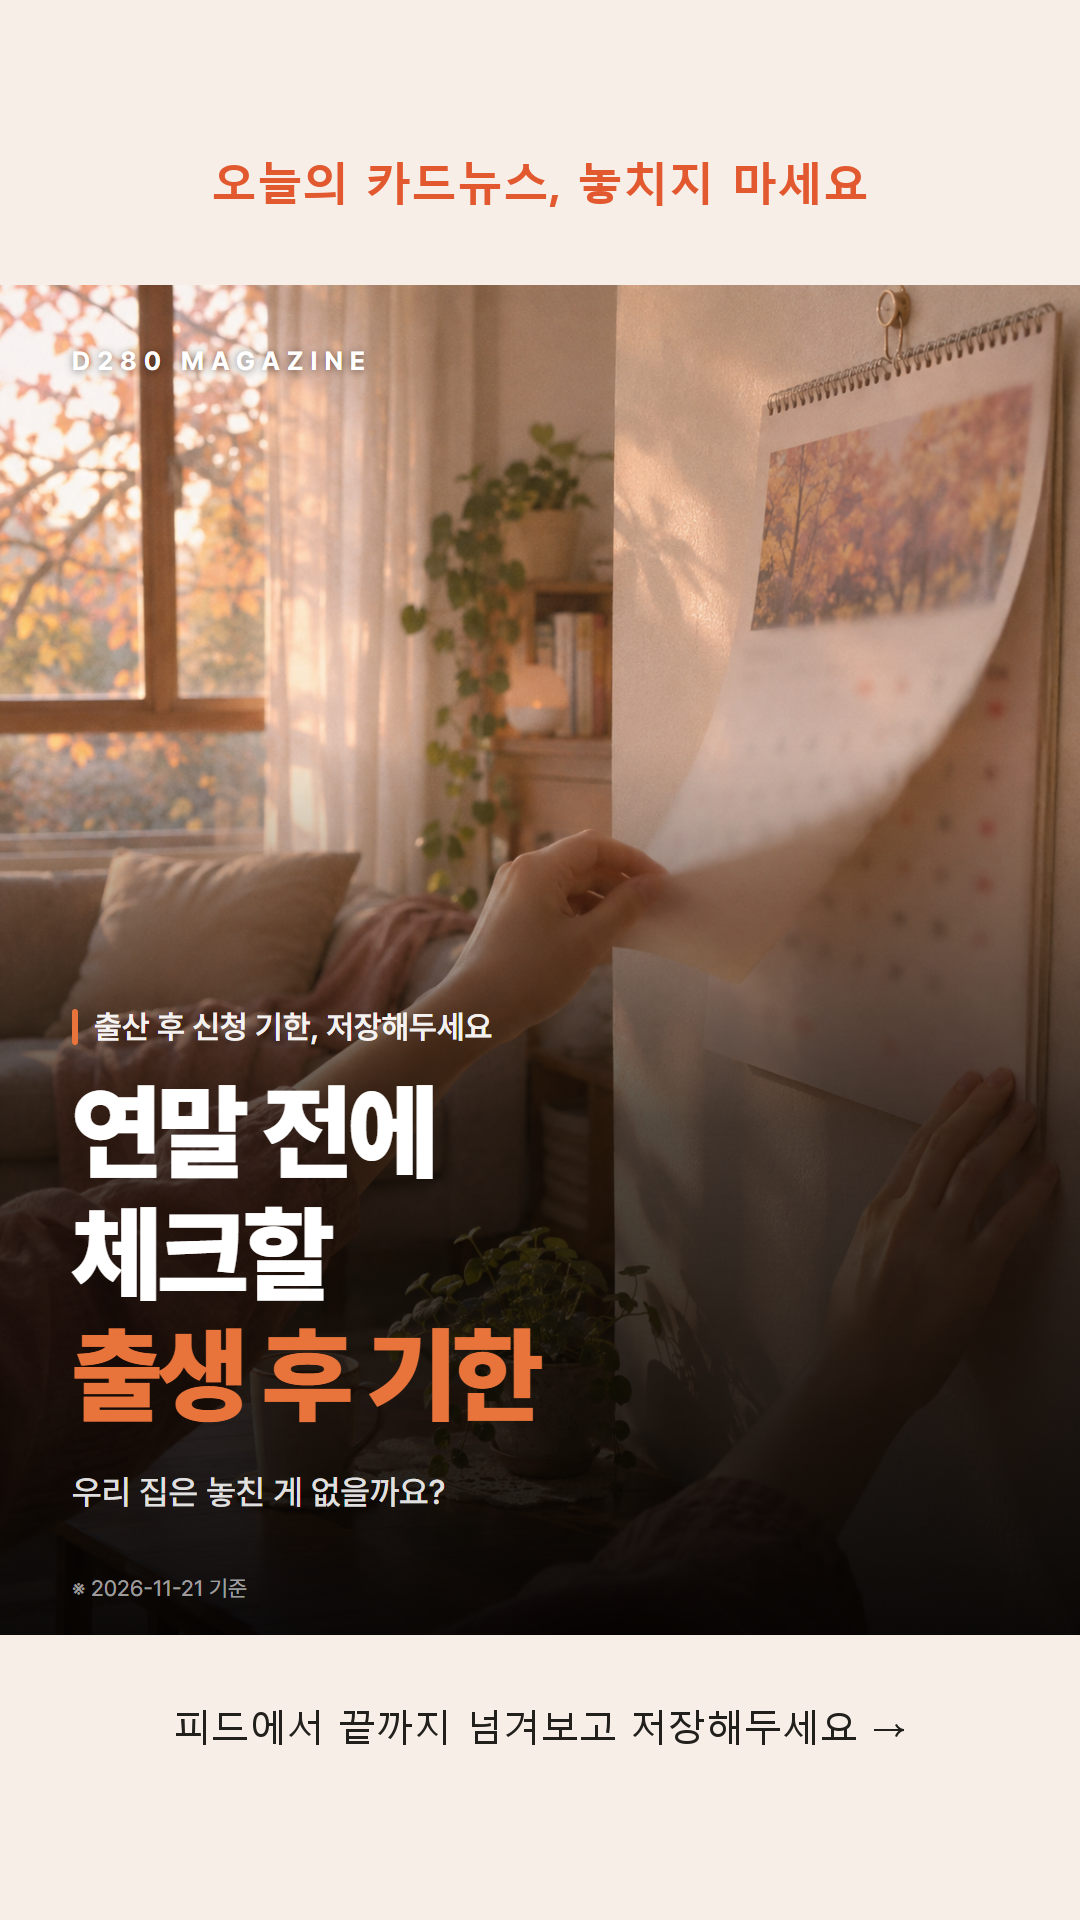 오늘의 카드뉴스, 놓치지 마세요
D280 MAGAZINE
출산 후 신청 기한, 저장해두세요
연말 전에
체크할
출생 후 기한
우리 집은 놓친 게 없을까요?
※ 2026-11-21 기준
피드에서 끝까지 넘겨보고 저장해두세요 →